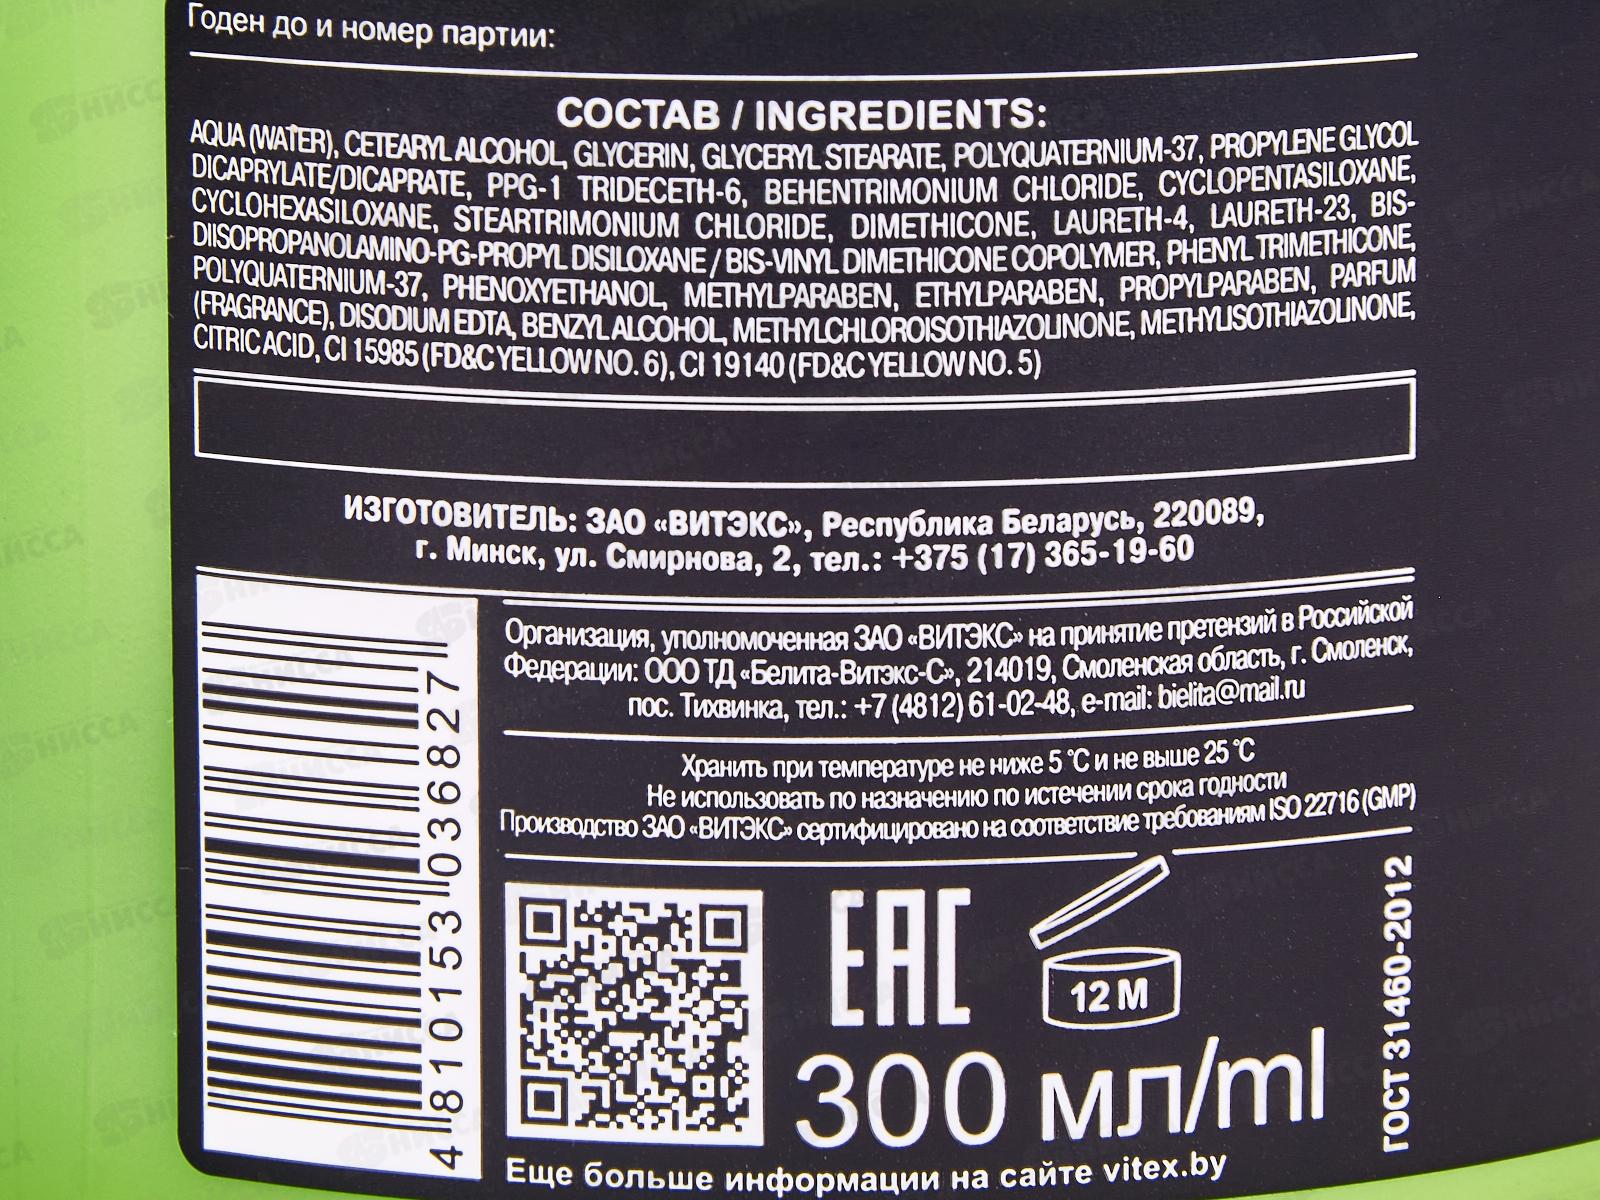 Годен до и номер партии:
СОСТАВ / INGREDIENTS:
AQUA (WATER), CETEARYL ALCOHOL, GLYCERIN, GLYCERYL STEARATE, POLYQUATERNIUM-37, PROPYLENE GLYCOL
DICAPRYLATE/DICAPRATE, PPG-1 TRIDECETH-6, BEHENTRIMONIUM CHLORIDE, CYCLOPENTASILOXANE,
CYCLOHEXASILOXANE, STEARTRIMONIUM CHLORIDE, DIMETHICONE, LAURETH-4, LAURETH-23, BIS-
DIISOPROPANOLAMINO-PG-PROPYL DISILOXANE / BIS-VINYL DIMETHICONE COPOLYMER, PHENYL TRIMETHICONE,
POLYQUATERNIUM-37, PHENOXYETHANOL, METHYLPARABEN, ETHYLPARABEN, PROPYLPARABEN, PARFUM
(FRAGRANCE), DISODIUM EDTA, BENZYL ALCOHOL, METHYLCHLOROISOTHIAZOLINONE, METHYLISOTHIAZOLINONE,
CITRIC ACID, CI 15985 (FD&C YELLOW NO. 6), CI 19140 (FD&C YELLOW NO. 5)
ИЗГОТОВИТЕЛЬ: ЗАО «ВИТЭКС», Республика Беларусь, 220089,
г. Минск, ул. Смирнова, 2, тел.: +375 (17) 365-19-60
Организация, уполномоченная ЗАО «ВИТЭКС» на принятие претензий в Российской
Федерации: ООО ТД «Белита-Витэкс-С», 214019, Смоленская область, г. Смоленск,
пос. Тихвинка, тел.: +7 (4812) 61-02-48, e-mail: bielita@mail.ru
Хранить при температуре не ниже 5 °C и не выше 25 °C
Не использовать по назначению по истечении срока годности
Производство ЗАО «ВИТЭКС» сертифицировано на соответствие требованиям ISO 22716 (GMP)
4 810153 036827
EAC
12 M
300 мл/ml
ГОСТ 31460-2012
Еще больше информации на сайте vitex.by
НИССА